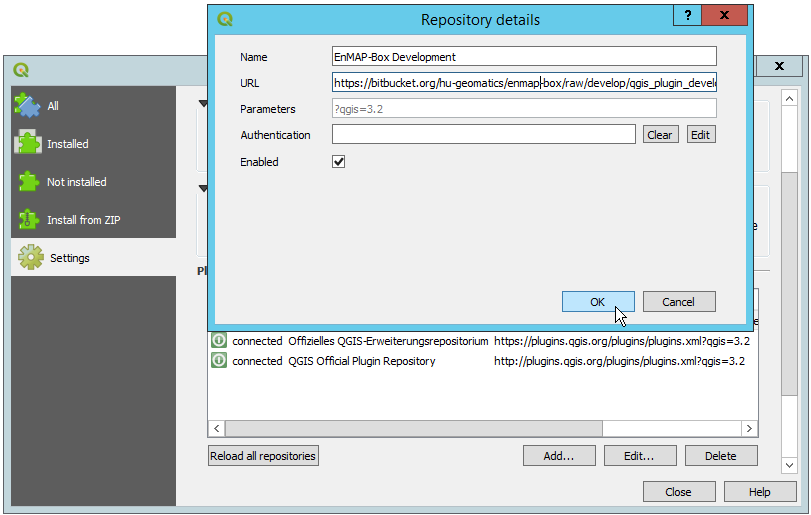 Repository details
?
x
x
Name
EnMAP-Box Development
URL
https://bitbucket.org/hu-geomatics/enmap-box/raw/develop/qgis_plugin_develo
Parameters
?qgis=3.2
Authentication
Clear
Edit
Enabled
OK
Cancel
All
Installed
Not installed
Install from ZIP
Settings
Pl
e
connected Offizielles QGIS-Erweiterungsrepositorium https://plugins.qgis.org/plugins/plugins.xml?qgis=3.2
connected QGIS Official Plugin Repository http://plugins.qgis.org/plugins/plugins.xml?qgis=3.2
Reload all repositories
Add...
Edit...
Delete
Close
Help